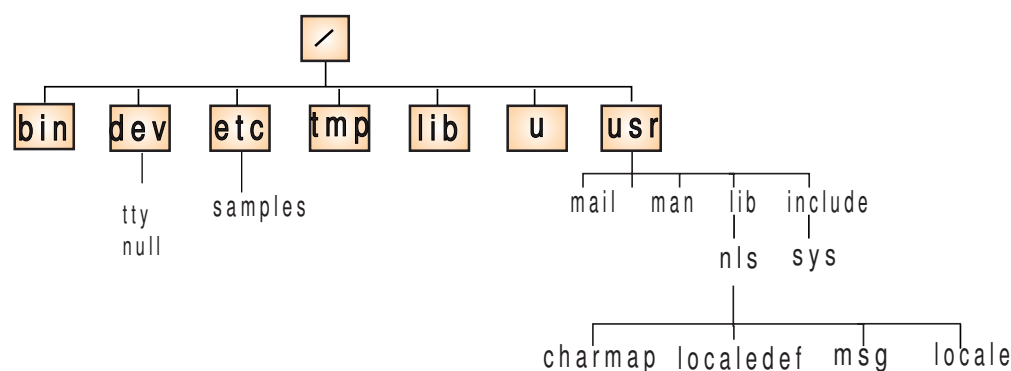 /
bin dev etc tmp lib u usr
tty
null
samples
mail man lib include
nls sys
charmap localedef msg locale